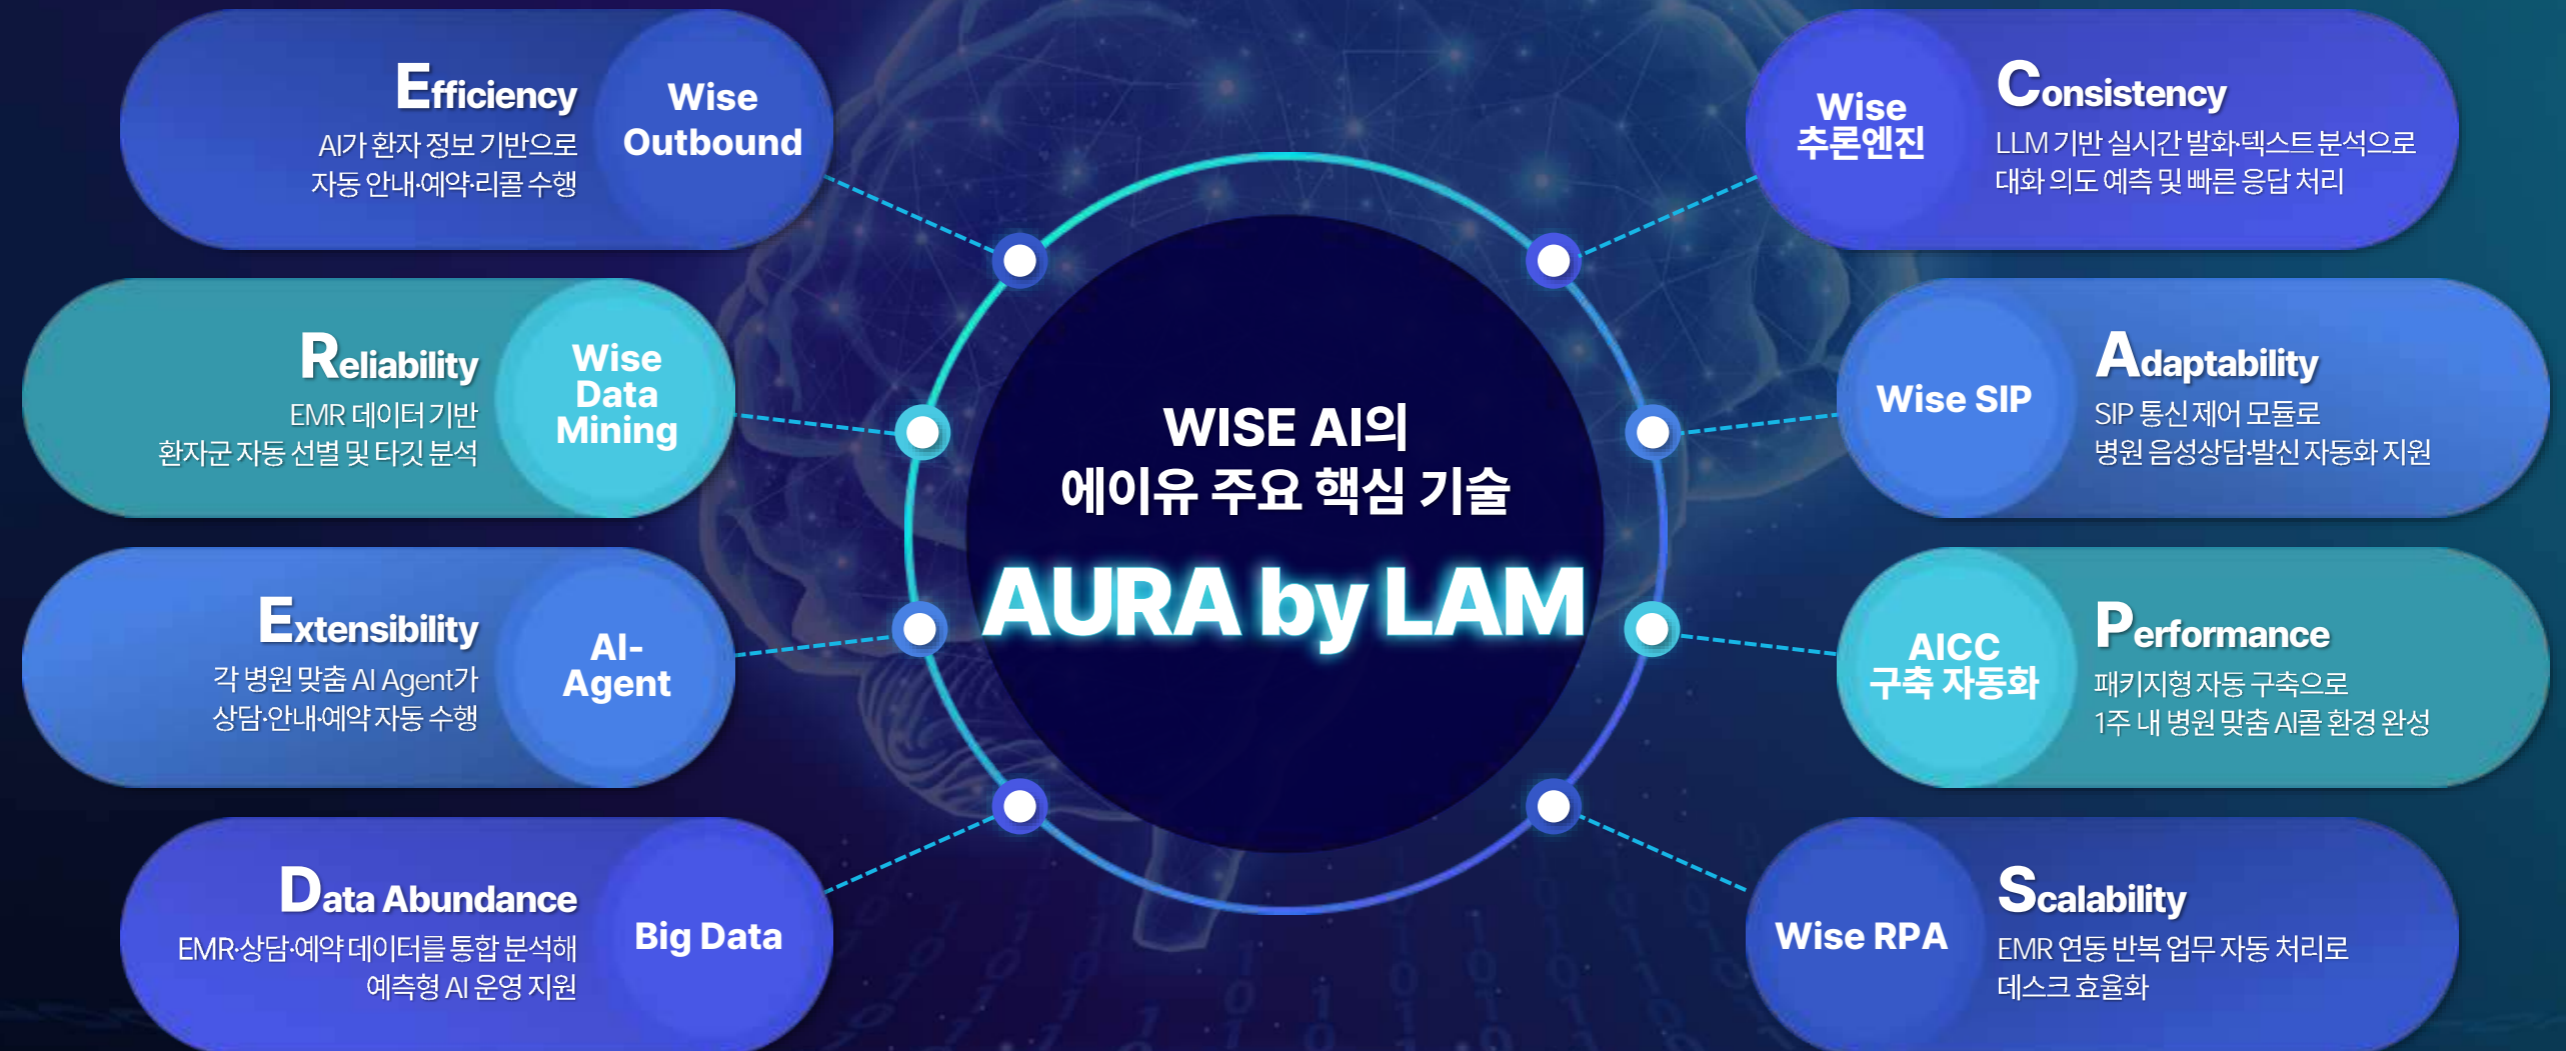 Efficiency
AI가 환자 정보 기반으로
자동 안내·예약·리콜 수행
Wise
Outbound
Reliability
EMR 데이터 기반
환자군 자동 선별 및 타깃 분석
Wise
Data
Mining
Extensibility
각 병원 맞춤 AI Agent가
상담·안내·예약 자동 수행
AI-
Agent
Data Abundance
EMR·상담·예약 데이터를 통합 분석해
예측형 AI 운영 지원
Big Data
WISE AI의
에이유 주요 핵심 기술
AURA by LAM
Wise
추론엔진
Consistency
LLM 기반 실시간 발화·텍스트 분석으로
대화 의도 예측 및 빠른 응답 처리
Wise SIP
Adaptability
SIP 통신 제어 모듈로
병원 음성상담·발신 자동화 지원
AICC
구축 자동화
Performance
패키지형 자동 구축으로
1주 내 병원 맞춤 AI콜 환경 완성
Wise RPA
Scalability
EMR 연동 반복 업무 자동 처리로
데스크 효율화